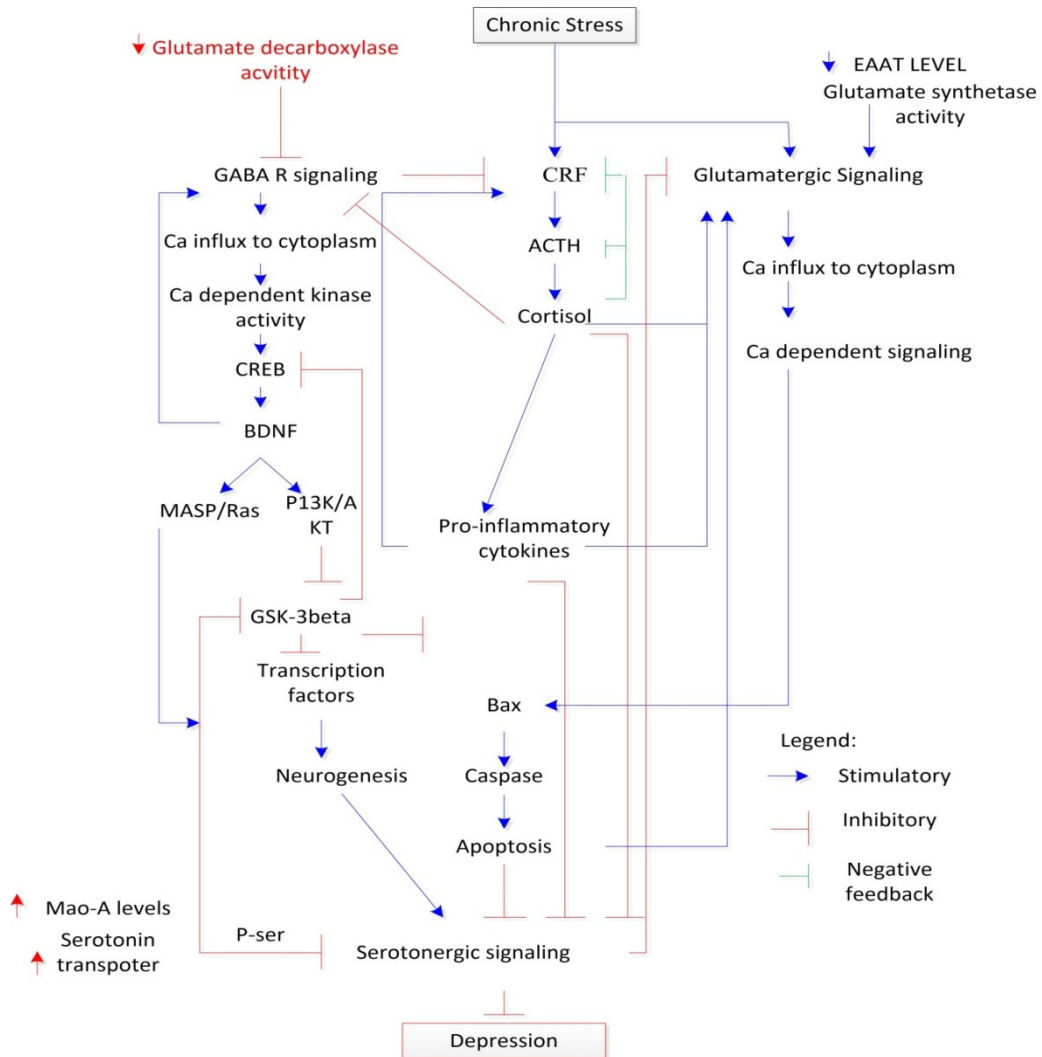 Chronic Stress
Glutamate decarboxylase
acvitity
EAAT LEVEL
Glutamate synthetase
activity
GABA R signaling
CRF
Glutamatergic Signaling
Ca influx to cytoplasm
ACTH
Ca influx to cytoplasm
Ca dependent kinase
activity
Cortisol
Ca dependent signaling
CREB
BDNF
MASP/Ras
P13K/A
KT
Pro-inflammatory
cytokines
GSK-3beta
Transcription
factors
Bax
Legend:
Neurogenesis
Caspase
Stimulatory
Apoptosis
Inhibitory
Negative
feedback
Mao-A levels
Serotonin
transpoter
P-ser
Serotonergic signaling
Depression